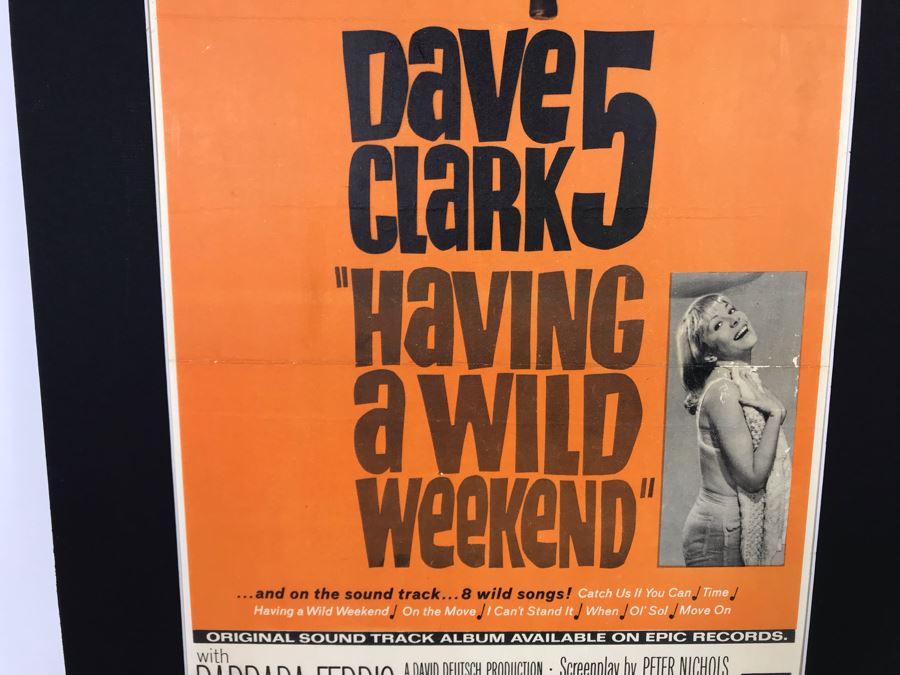 Dave
Clark 5
"Having
a Wild
Weekend"
...and on the sound track...8 wild songs! Catch Us If You Can♩ Time♩
Having a Wild Weekend♩ On the Move♩ I Can't Stand It♩ When♩ Ol' Sol♩ Move On
ORIGINAL SOUND TRACK ALBUM AVAILABLE ON EPIC RECORDS.
with
BARBARA FERRIS A DAVID DEUTSCH PRODUCTION · Screenplay by PETER NICHOLS